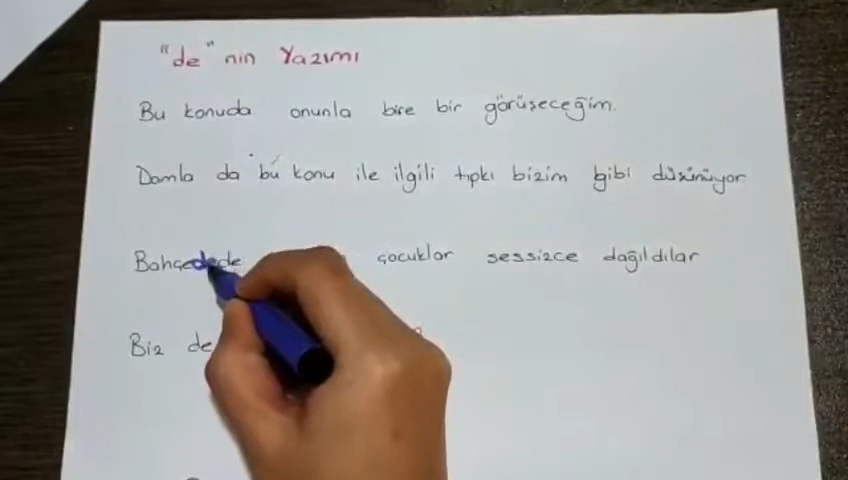 "de" nin Yazımı
Bu konuda onunla bire bir görüşeceğim.
Damla da bu konu ile ilgili tıpkı bizim gibi düşünüyor
Bahçedede çocuklar sessizce dağıldılar
Biz de